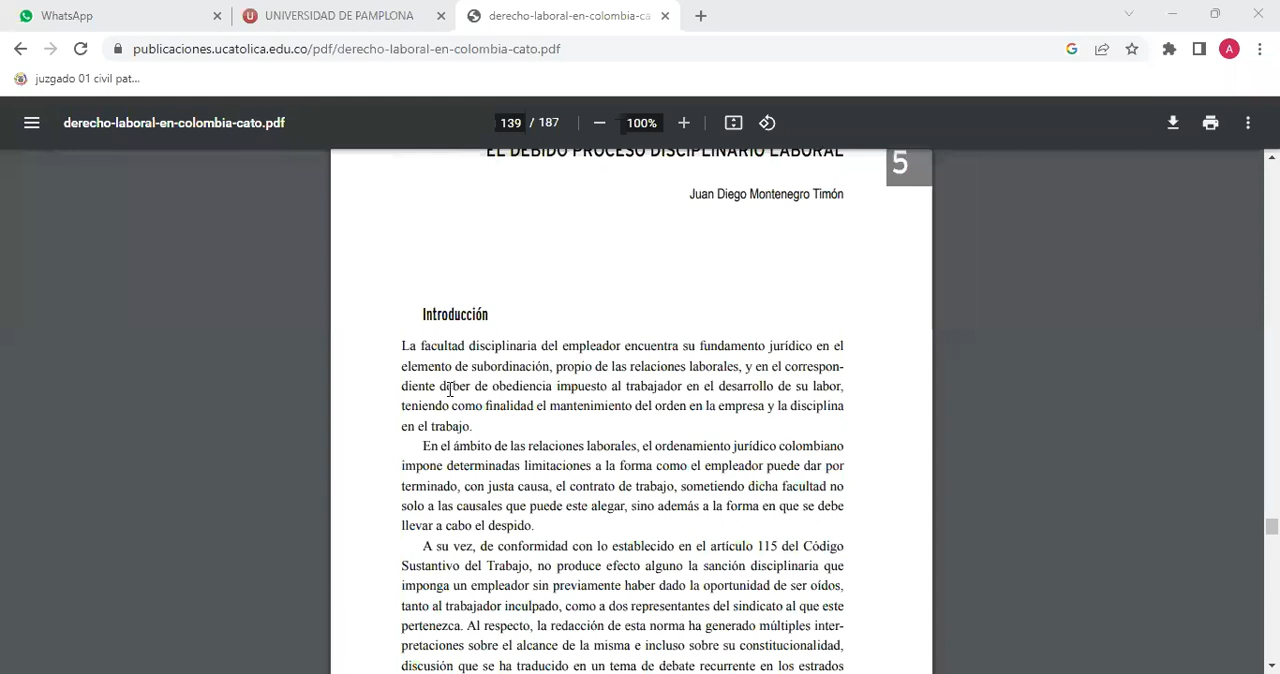 WhatsApp
UNIVERSIDAD DE PAMPLONA
derecho-laboral-en-colombia-ca
publicaciones.ucatolica.edu.co/pdf/derecho-laboral-en-colombia-cato.pdf
G
A
juzgado 01 civil pat...
derecho-laboral-en-colombia-cato.pdf
139 / 187
100%
EL DEBIDO PROCESO DISCIPLINARIO LABORAL
5
Juan Diego Montenegro Timón
Introducción
La facultad disciplinaria del empleador encuentra su fundamento jurídico en el
elemento de subordinación, propio de las relaciones laborales, y en el correspon-
diente deber de obediencia impuesto al trabajador en el desarrollo de su labor,
teniendo como finalidad el mantenimiento del orden en la empresa y la disciplina
en el trabajo.
En el ámbito de las relaciones laborales, el ordenamiento jurídico colombiano
impone determinadas limitaciones a la forma como el empleador puede dar por
terminado, con justa causa, el contrato de trabajo, sometiendo dicha facultad no
solo a las causales que puede este alegar, sino además a la forma en que se debe
llevar a cabo el despido.
A su vez, de conformidad con lo establecido en el artículo 115 del Código
Sustantivo del Trabajo, no produce efecto alguno la sanción disciplinaria que
imponga un empleador sin previamente haber dado la oportunidad de ser oídos,
tanto al trabajador inculpado, como a dos representantes del sindicato al que este
pertenezca. Al respecto, la redacción de esta norma ha generado múltiples inter-
pretaciones sobre el alcance de la misma e incluso sobre su constitucionalidad,
discusión que se ha traducido en un tema de debate recurrente en los estrados